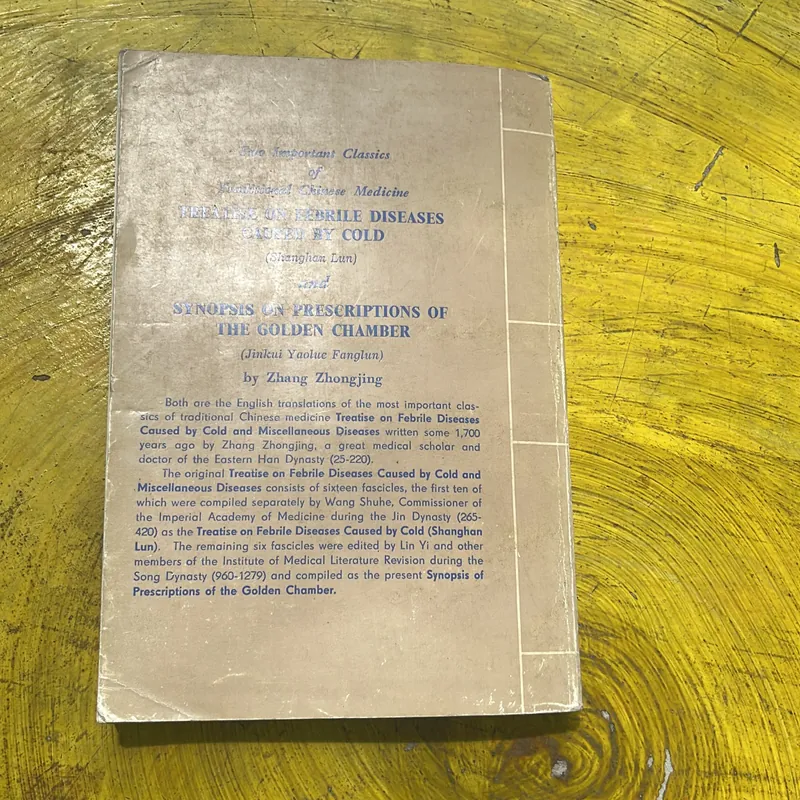 Two Important Classics
of
Traditional Chinese Medicine
TREATISE ON FEBRILE DISEASES
CAUSED BY COLD
(Shanghan Lun)
and
SYNOPSIS ON PRESCRIPTIONS OF
THE GOLDEN CHAMBER
(Jinkui Yaolue Fanglun)
by Zhang Zhongjing
Both are the English translations of the most important clas-
sics of traditional Chinese medicine Treatise on Febrile Diseases
Caused by Cold and Miscellaneous Diseases written some 1,700
years ago by Zhang Zhongjing, a great medical scholar and
doctor of the Eastern Han Dynasty (25-220).
The original Treatise on Febrile Diseases Caused by Cold and
Miscellaneous Diseases consists of sixteen fascicles, the first ten of
which were compiled separately by Wang Shuhe, Commissioner of
the Imperial Academy of Medicine during the Jin Dynasty (265-
420) as the Treatise on Febrile Diseases Caused by Cold (Shanghan
Lun). The remaining six fascicles were edited by Lin Yi and other
members of the Institute of Medical Literature Revision during the
Song Dynasty (960-1279) and compiled as the present Synopsis of
Prescriptions of the Golden Chamber.